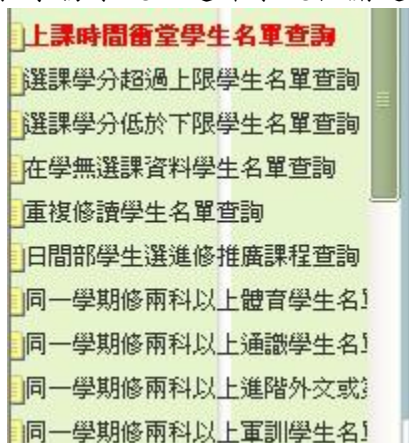 上課時間衝堂學生名單查詢
選課學分超過上限學生名單查詢
選課學分低於下限學生名單查詢
在學無選課資料學生名單查詢
重複修讀學生名單查詢
日間部學生選進修推廣課程查詢
同一學期修兩科以上體育學生名
同一學期修兩科以上通識學生名
同一學期修兩科以上進階外文或
同一學期修兩科以上軍訓學生名